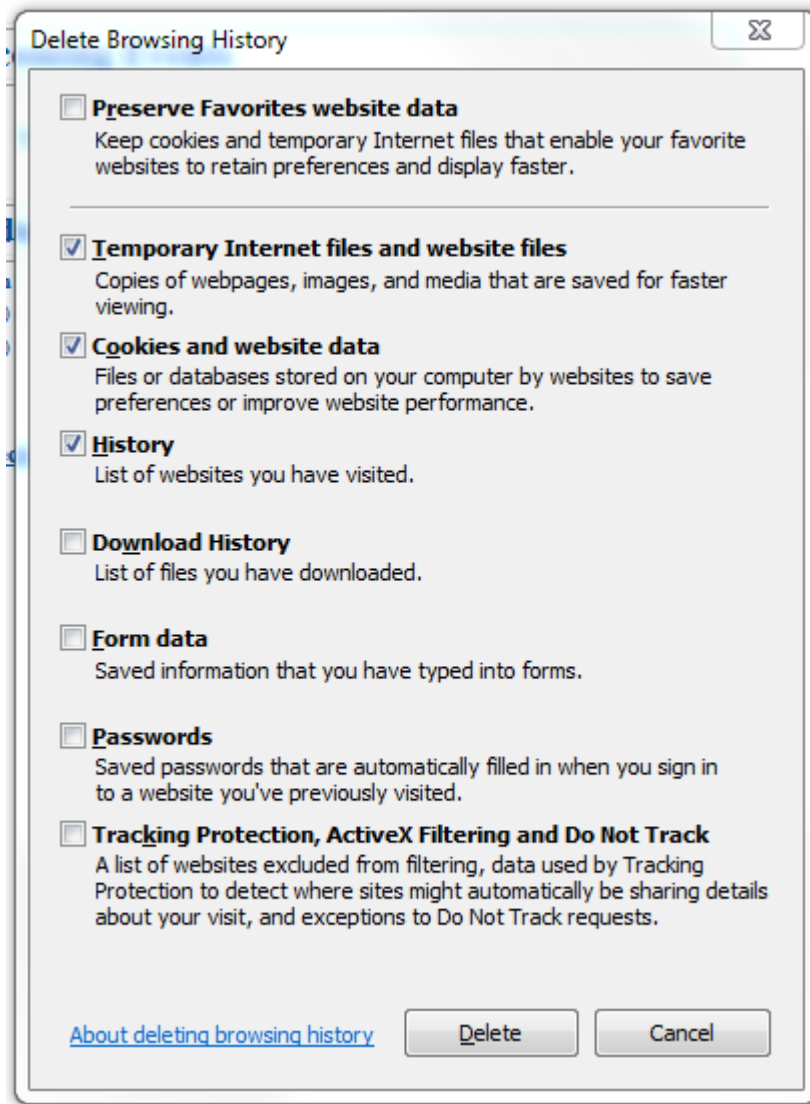 Delete Browsing History
Preserve Favorites website data
Keep cookies and temporary Internet files that enable your favorite
websites to retain preferences and display faster.
Temporary Internet files and website files
Copies of webpages, images, and media that are saved for faster
viewing.
Cookies and website data
Files or databases stored on your computer by websites to save
preferences or improve website performance.
History
List of websites you have visited.
Download History
List of files you have downloaded.
Form data
Saved information that you have typed into forms.
Passwords
Saved passwords that are automatically filled in when you sign in
to a website you've previously visited.
Tracking Protection, ActiveX Filtering and Do Not Track
A list of websites excluded from filtering, data used by Tracking
Protection to detect where sites might automatically be sharing details
about your visit, and exceptions to Do Not Track requests.
About deleting browsing history
Delete
Cancel